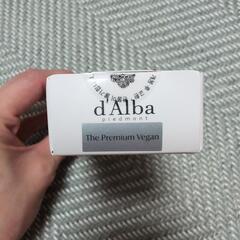 d'Alba
piedmont
The Premium Vegan